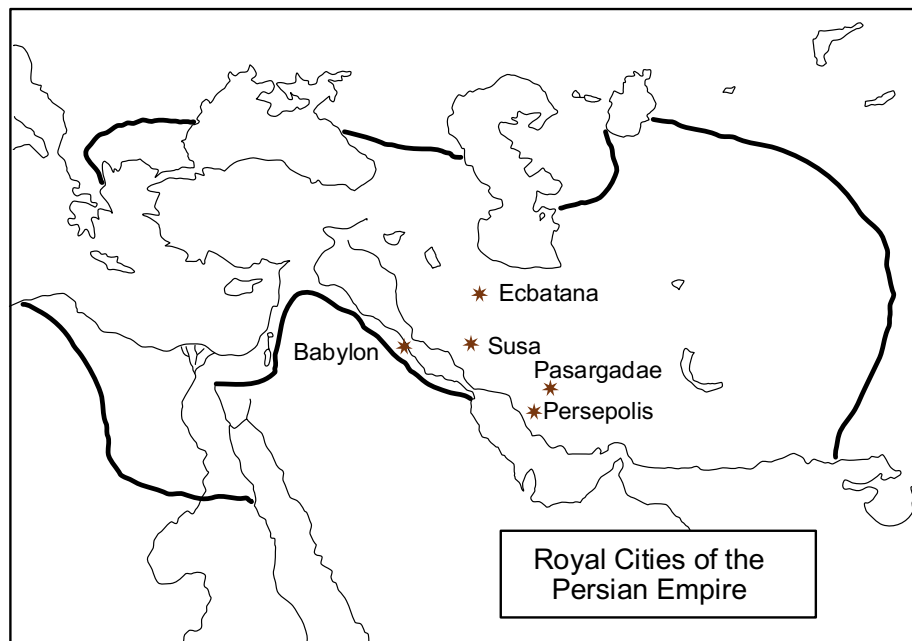 Ecbatana
Babylon
Susa
Pasargadae
Persepolis
Royal Cities of the
Persian Empire